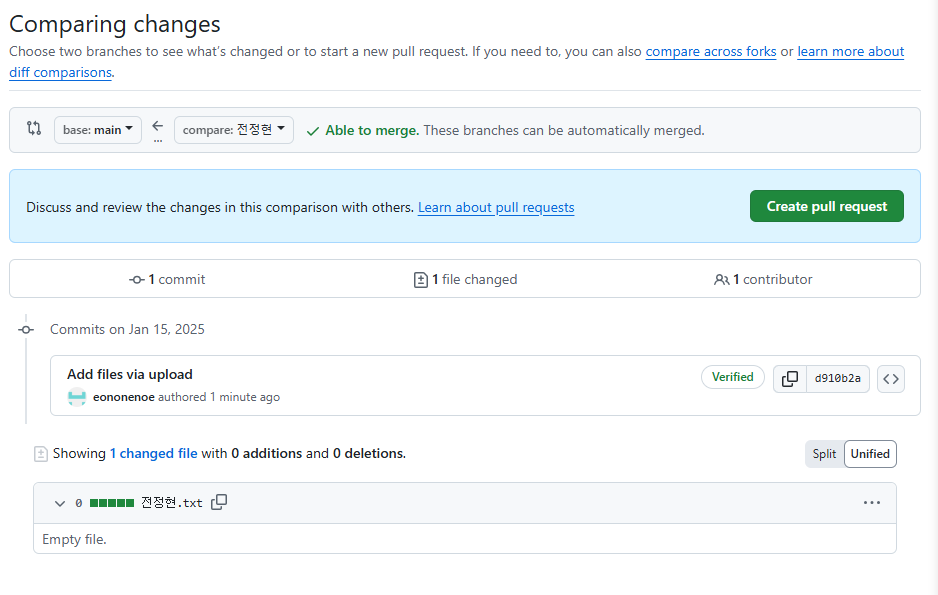 Comparing changes
Choose two branches to see what's changed or to start a new pull request. If you need to, you can also compare across forks or learn more about
diff comparisons.
base: main ... compare: 전정현 Able to merge. These branches can be automatically merged.
Discuss and review the changes in this comparison with others. Learn about pull requests Create pull request
1 commit 1 file changed 1 contributor
Commits on Jan 15, 2025
Add files via upload Verified d910b2a
eononenoe authored 1 minute ago
Showing 1 changed file with 0 additions and 0 deletions. Split Unified
0 전정현.txt
Empty file.